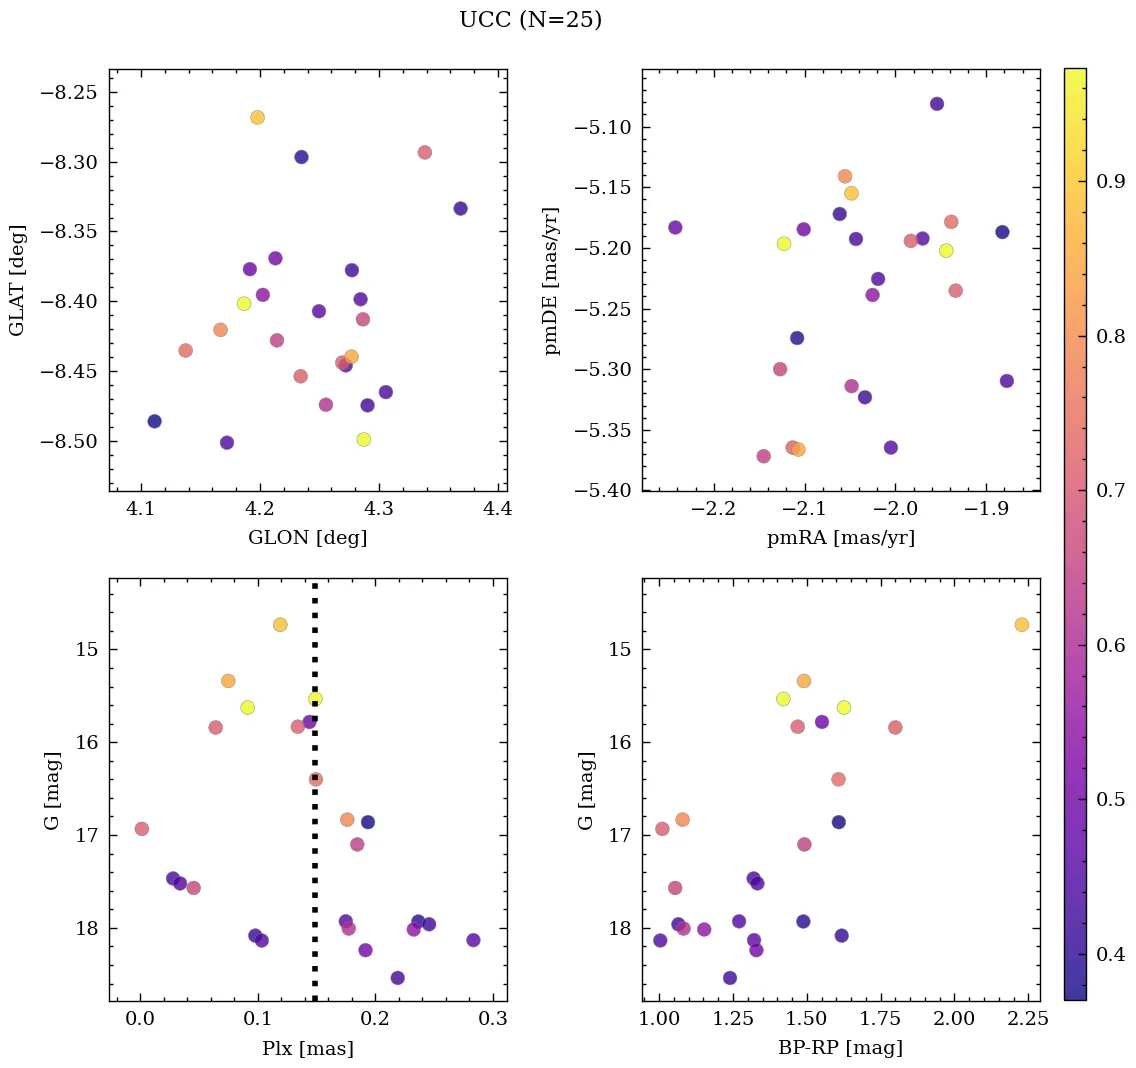 UCC (N=25)
−8.25
−8.30
−8.35
−8.40
−8.45
−8.50
GLAT [deg]
4.1 4.2 4.3 4.4
GLON [deg]
−5.10
−5.15
−5.20
−5.25
−5.30
−5.35
−5.40
pmDE [mas/yr]
−2.2 −2.1 −2.0 −1.9
pmRA [mas/yr]
15
16
17
18
G [mag]
0.0 0.1 0.2 0.3
Plx [mas]
15
16
17
18
G [mag]
1.00 1.25 1.50 1.75 2.00 2.25
BP-RP [mag]
0.9
0.8
0.7
0.6
0.5
0.4